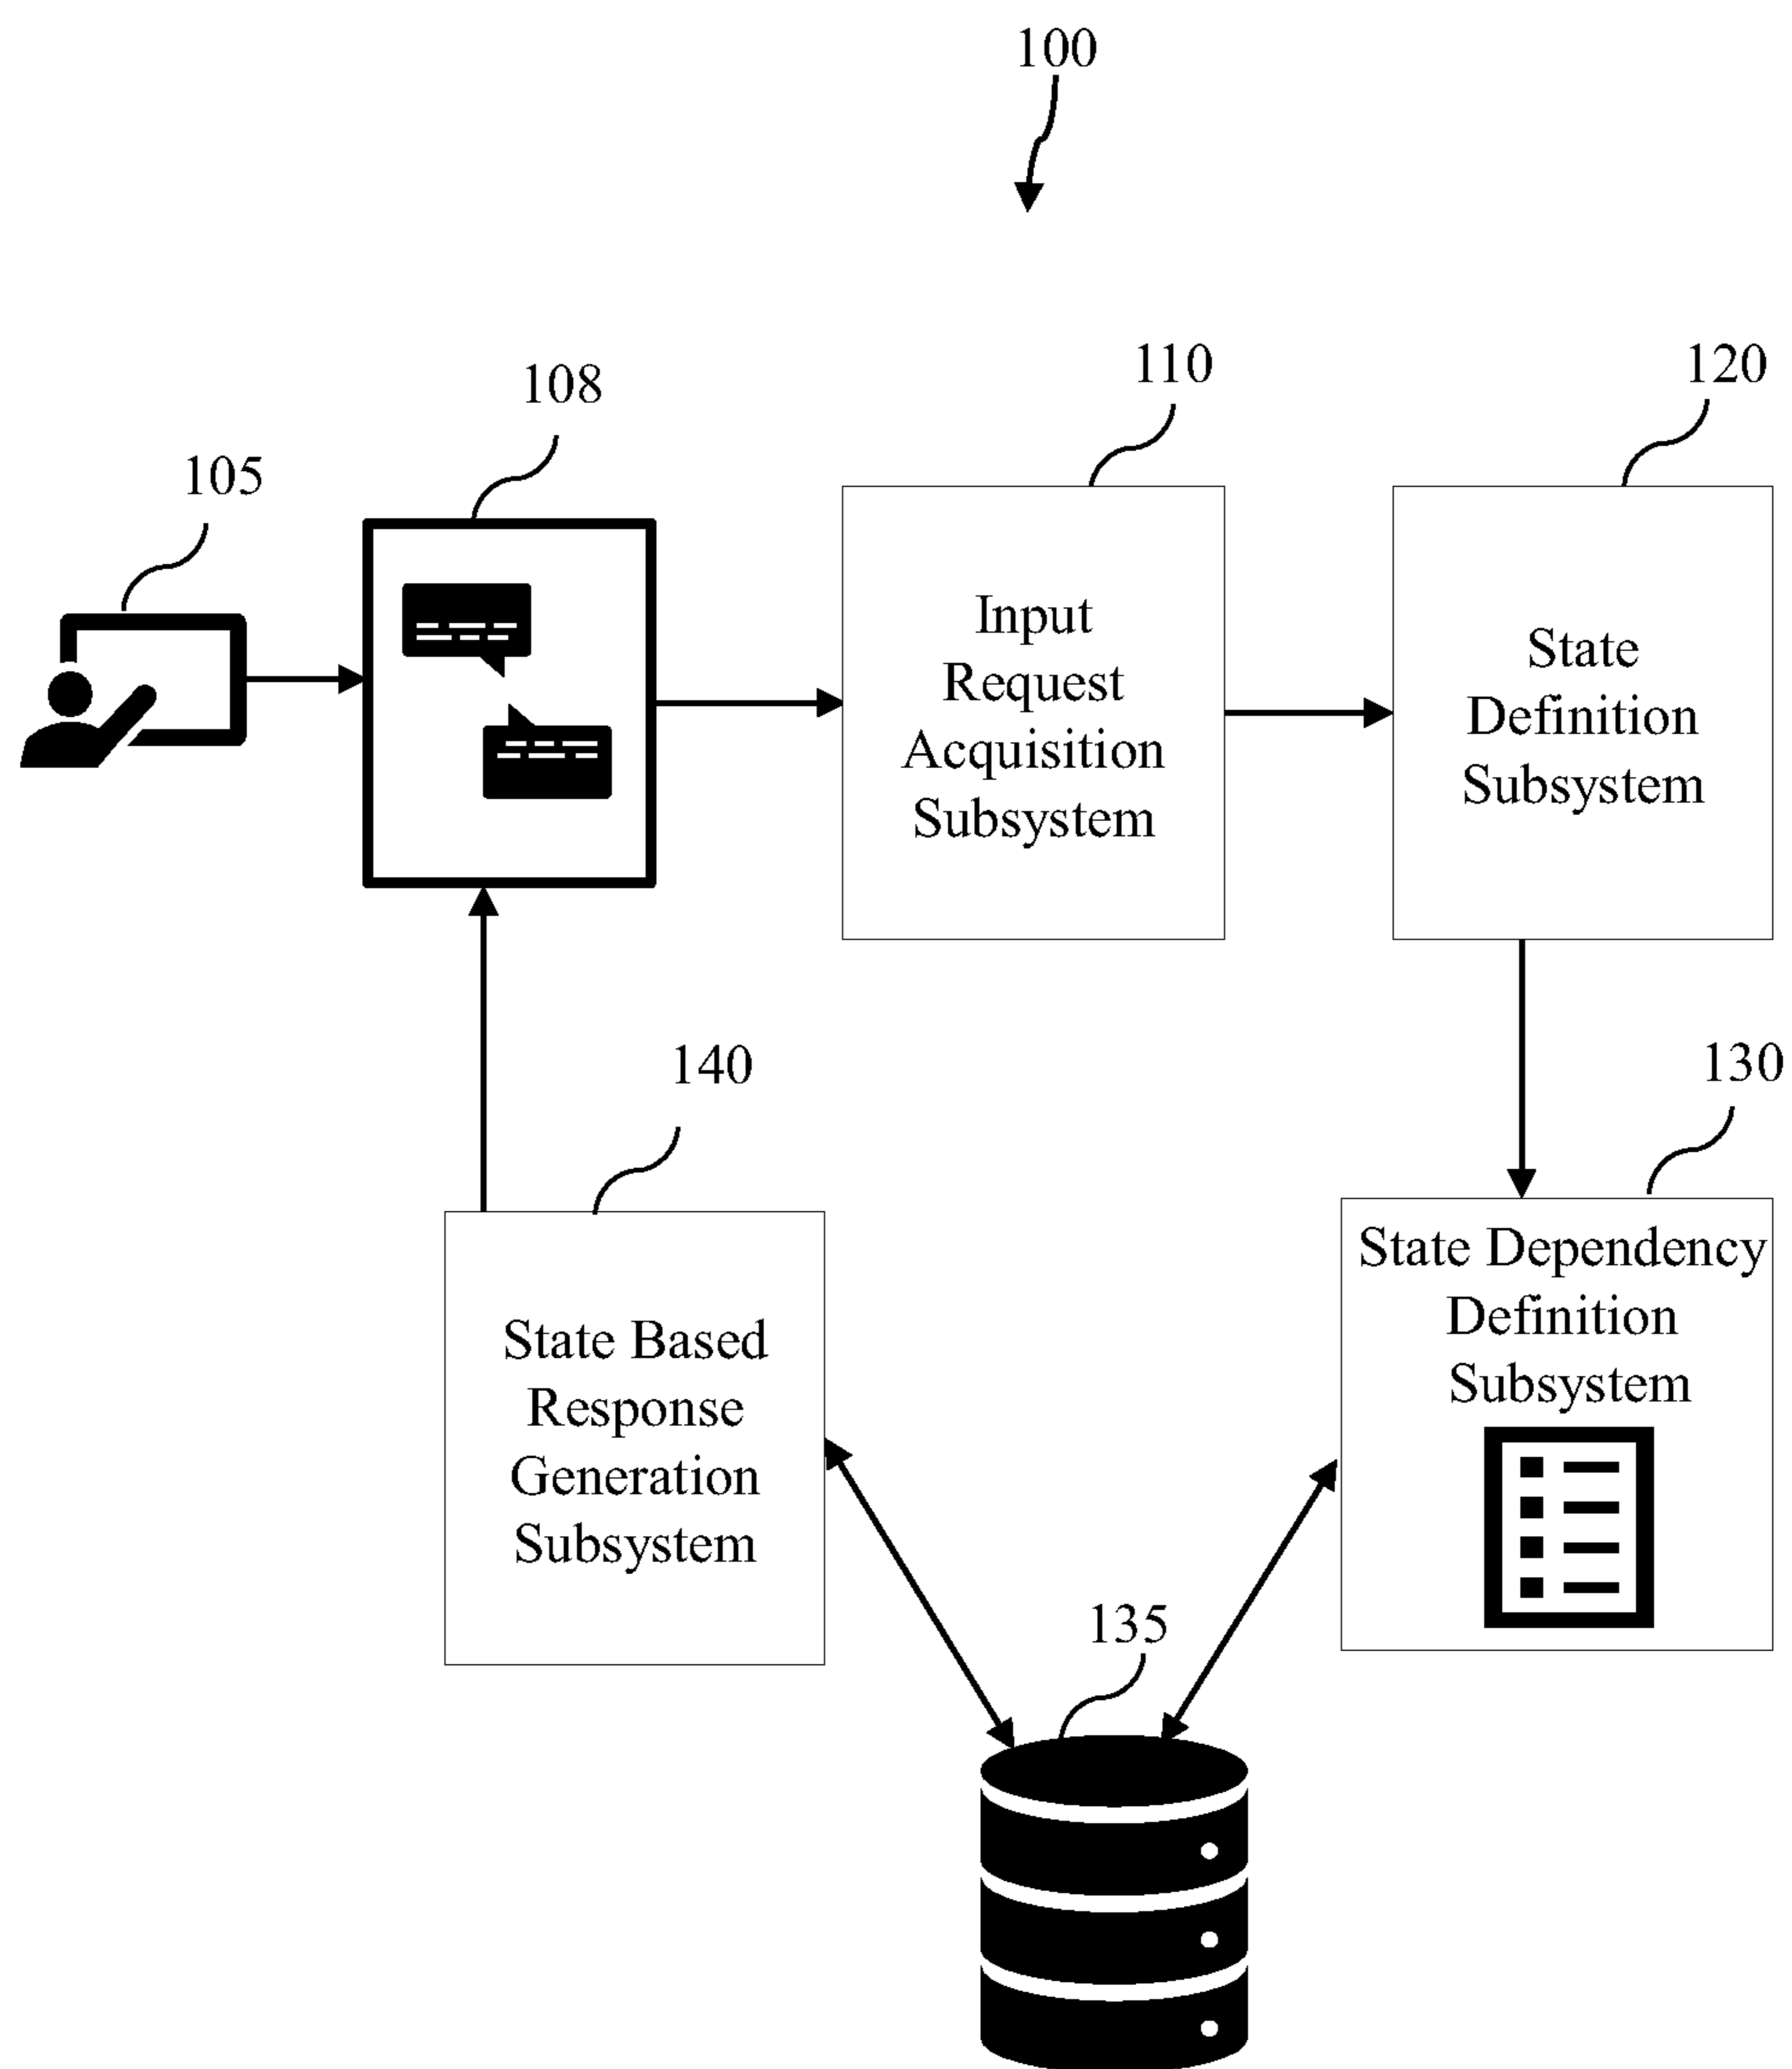 100
110
120
108
105
Input
Request
Acquisition
Subsystem
State
Definition
Subsystem
140
130
State Dependency
Definition
Subsystem
State Based
Response
Generation
Subsystem
135